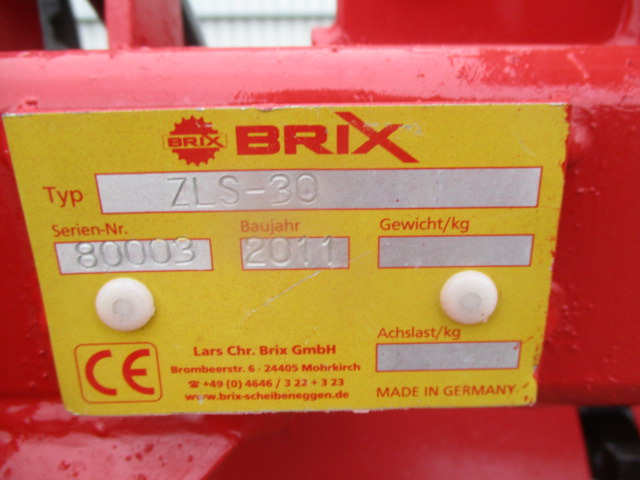 BRIX BRIX
Typ ZLS-30
Serien-Nr. Baujahr Gewicht/kg
80003 2011
Achslast/kg
CE
Lars Chr. Brix GmbH
Brombeerstr. 6 · 24405 Mohrkirch
☎ +49 (0) 4646 / 3 22 + 3 23
www.brix-scheibeneggen.de
MADE IN GERMANY